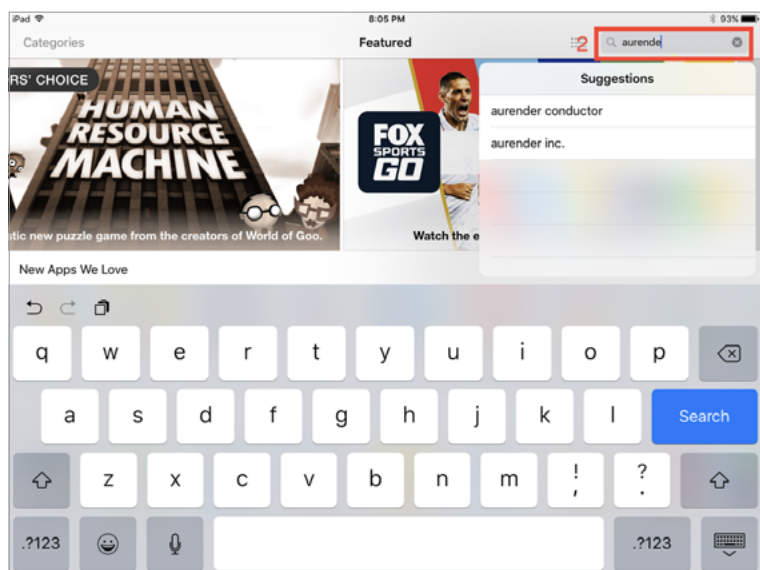 iPad 8:05 PM 93%
Categories Featured 2 aurende
RS' CHOICE
HUMAN
RESOURCE
MACHINE
tic new puzzle game from the creators of World of Goo.
FOX
SPORTS
GO
Watch the e
Suggestions
aurender conductor
aurender inc.
New Apps We Love
q w e r t y u i o p
a s d f g h j k l Search
z x c v b n m ! , ? .
.?123 .?123